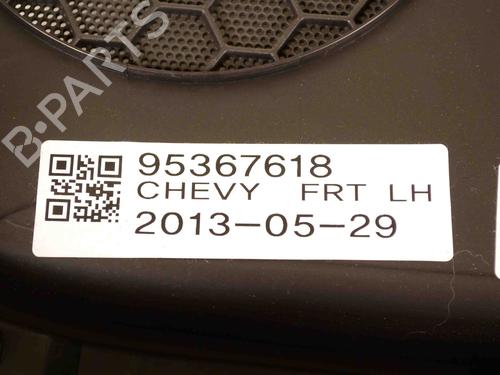 B-PARTS
95367618
CHEVY FRT LH
2013-05-29